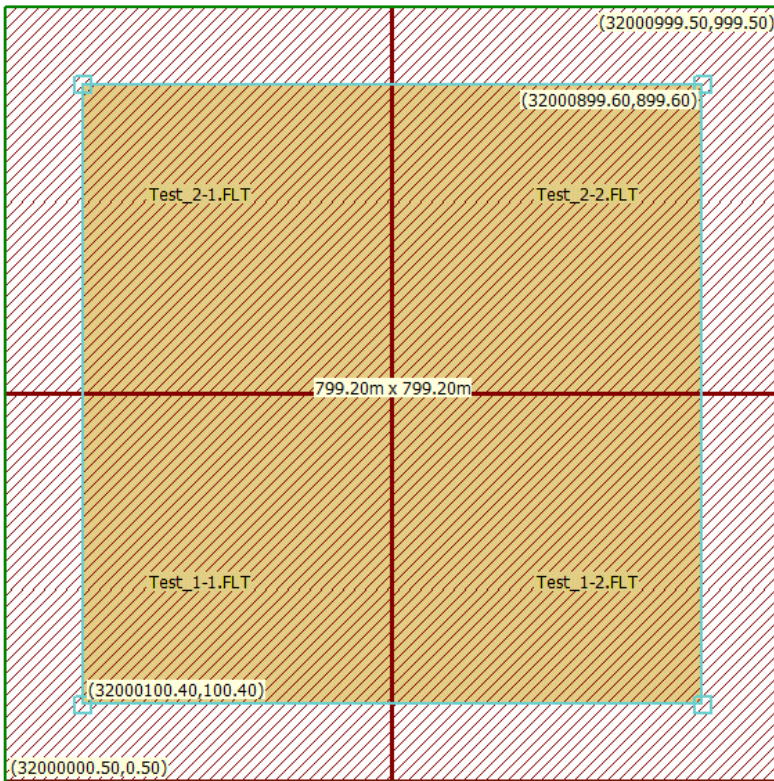 (32000999.50,999.50)
(32000899.60,899.60)
Test_2-1.FLT
Test_2-2.FLT
799.20m x 799.20m
Test_1-1.FLT
Test_1-2.FLT
(32000100.40,100.40)
(32000000.50,0.50)